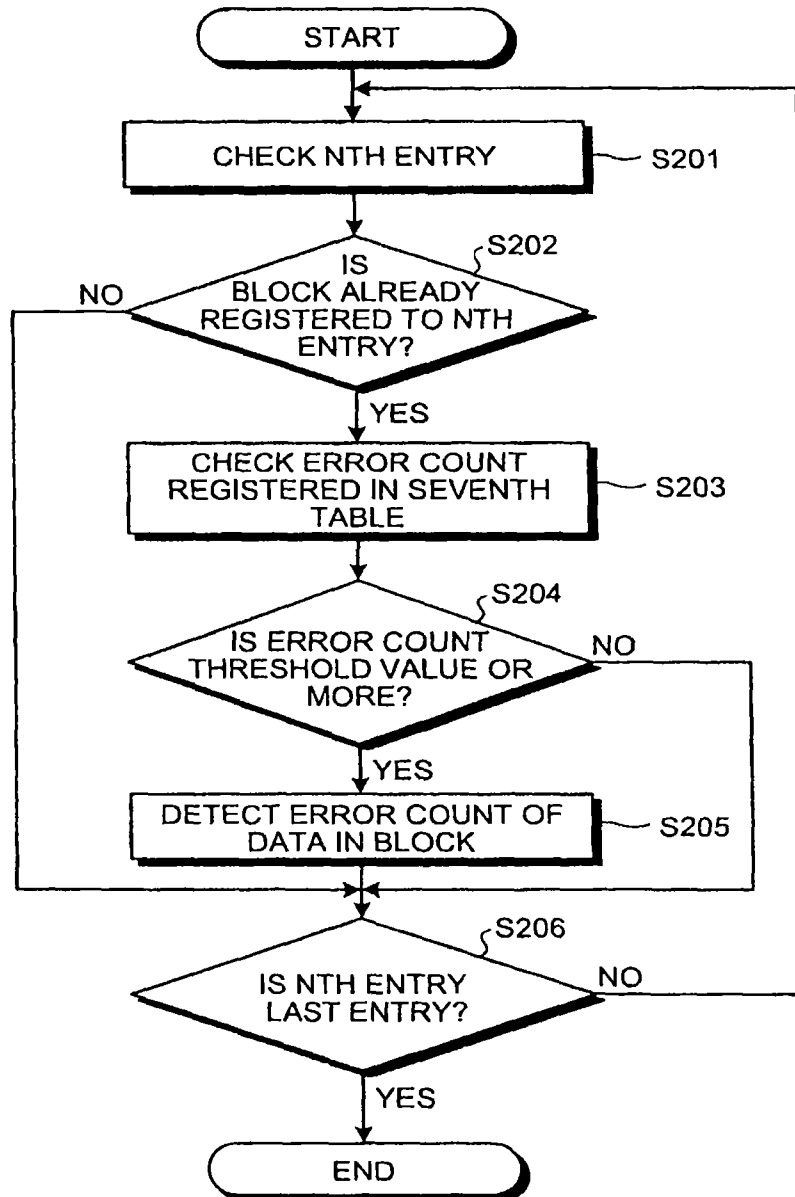 START
CHECK NTH ENTRY
S201
S202
IS
BLOCK ALREADY
REGISTERED TO NTH
ENTRY?
NO
YES
CHECK ERROR COUNT
REGISTERED IN SEVENTH
TABLE
S203
S204
IS ERROR COUNT
THRESHOLD VALUE OR
MORE?
NO
YES
DETECT ERROR COUNT OF
DATA IN BLOCK
S205
S206
IS NTH ENTRY
LAST ENTRY?
NO
YES
END